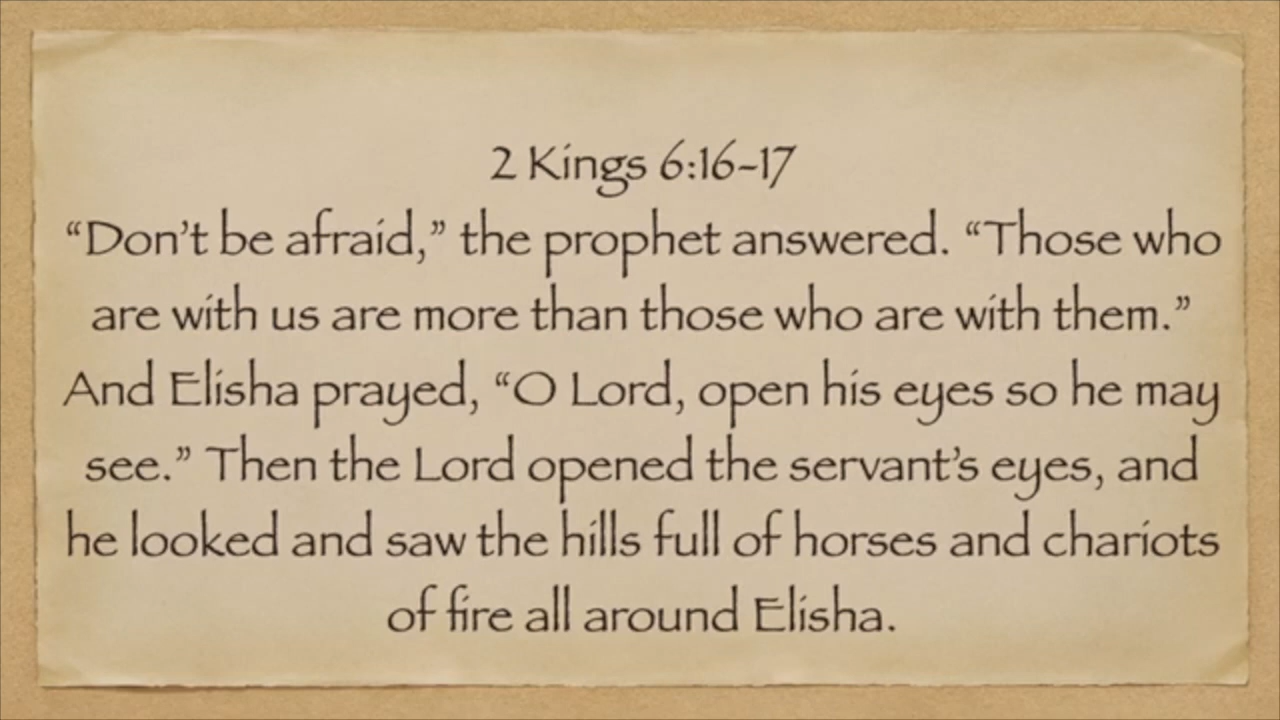 2 Kings 6:16-17
“Don’t be afraid,” the prophet answered. “Those who
are with us are more than those who are with them.”
And Elisha prayed, “O Lord, open his eyes so he may
see.” Then the Lord opened the servant’s eyes, and
he looked and saw the hills full of horses and chariots
of fire all around Elisha.